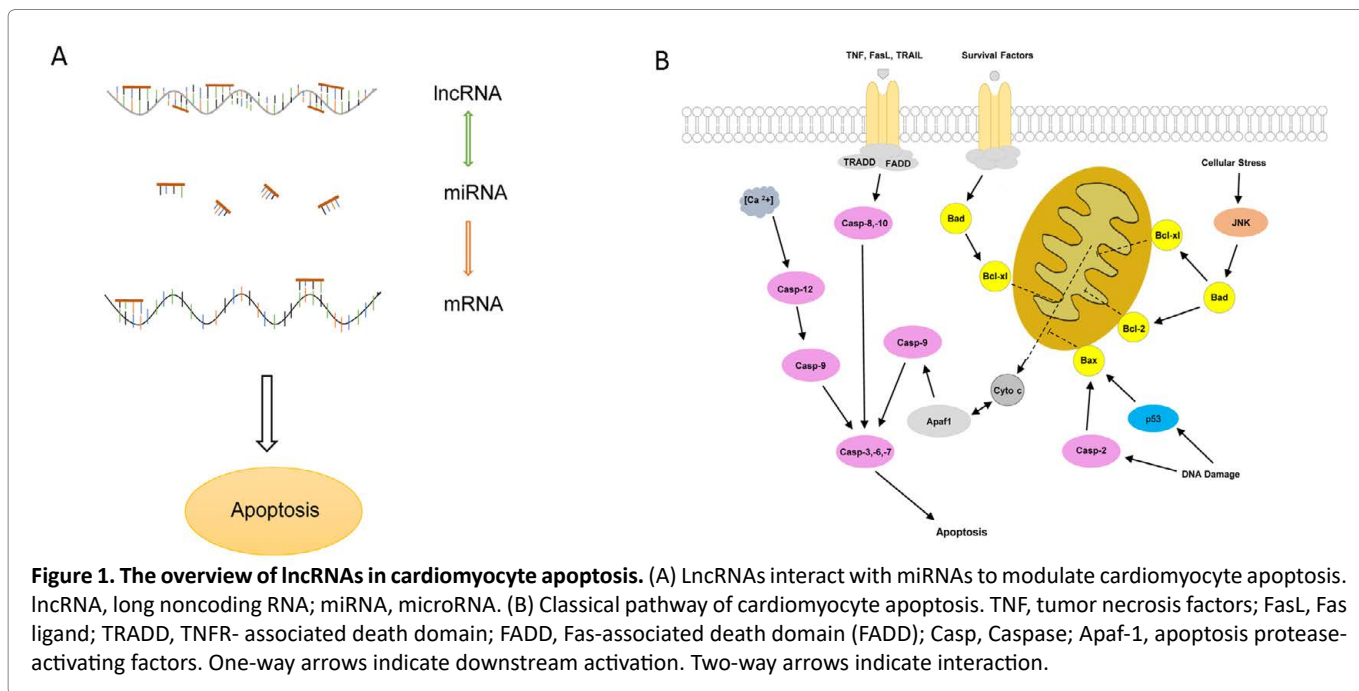 A
lncRNA
miRNA
mRNA
Apoptosis
B
TNF, FasL, TRAIL
Survival Factors
TRADD
FADD
Cellular Stress
[Ca 2+]
Casp-8,-10
Bad
JNK
Bcl-xl
Casp-12
Bcl-xl
Bad
Bcl-2
Casp-9
Casp-9
Bax
Cyto c
Apaf1
p53
Casp-3,-6,-7
Casp-2
DNA Damage
Apoptosis
Figure 1. The overview of lncRNAs in cardiomyocyte apoptosis. (A) LncRNAs interact with miRNAs to modulate cardiomyocyte apoptosis.
lncRNA, long noncoding RNA; miRNA, microRNA. (B) Classical pathway of cardiomyocyte apoptosis. TNF, tumor necrosis factors; FasL, Fas
ligand; TRADD, TNFR- associated death domain; FADD, Fas-associated death domain (FADD); Casp, Caspase; Apaf-1, apoptosis protease-
activating factors. One-way arrows indicate downstream activation. Two-way arrows indicate interaction.